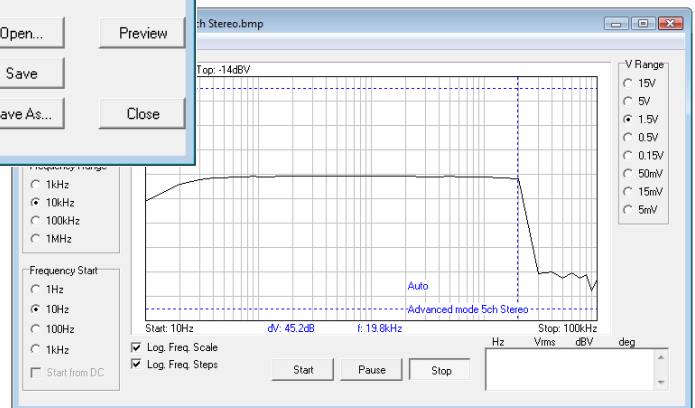 Open...
Preview
Save
ave As...
Close
ch Stereo.bmp
Top: -14dBV
V Range
15V
5V
1.5V
0.5V
0.15V
50mV
15mV
5mV
Frequency Range
1kHz
10kHz
100kHz
1MHz
Frequency Start
1Hz
10Hz
100Hz
1kHz
Start from DC
Auto
Advanced mode 5ch Stereo
Start: 10Hz
dV: 45.2dB
f: 19.8kHz
Stop: 100kHz
Log. Freq. Scale
Log. Freq. Steps
Start
Pause
Stop
Hz Vrms dBV deg